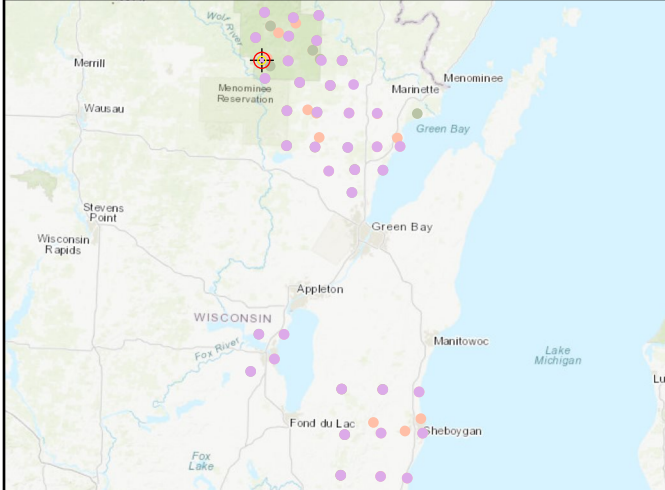 Wolf River
Merrill
Menominee
Menominee
Reservation
Marinette
Wausau
Green Bay
Stevens
Point
Green Bay
Wisconsin
Rapids
Appleton
WISCONSIN
Fox River
Manitowoc
Lake
Michigan
Lu
Fond du Lac
Sheboygan
Fox
Lake